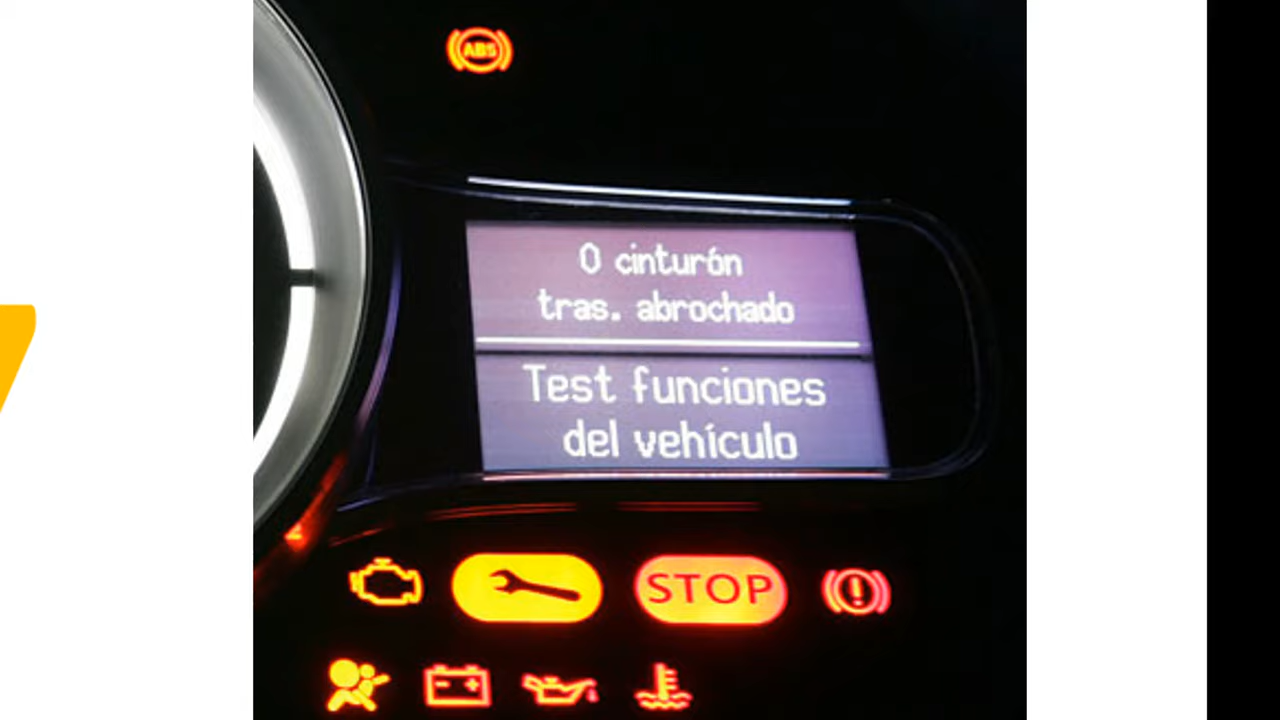 ABS
0 cinturón
tras. abrochado
Test funciones
del vehículo
STOP